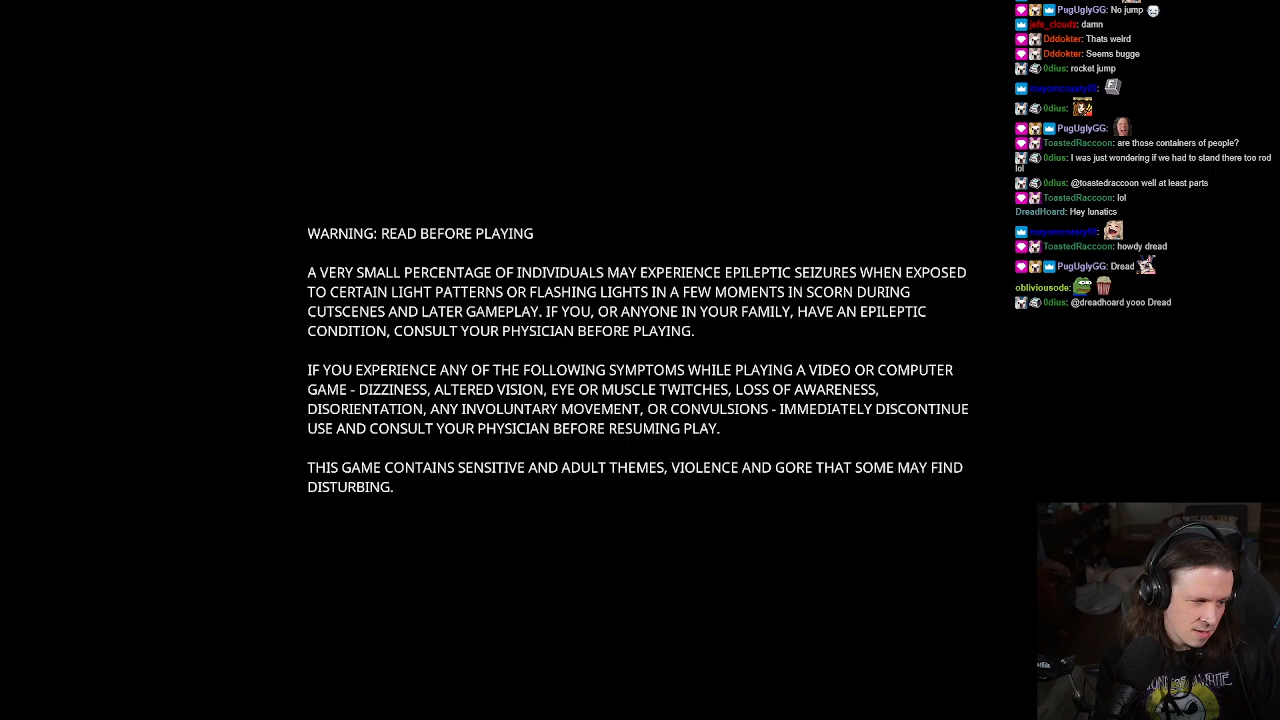 PugUglyGG: No jump
jefe_cloudz: damn
Dddokter: Thats weird
Dddokter: Seems bugge
0dius: rocket jump
0dius:
PugUglyGG:
ToastedRaccoon: are those containers of people?
0dius: I was just wondering if we had to stand there too rod
lol
0dius: @toastedraccoon well at least parts
ToastedRaccoon: lol
DreadHoard: Hey lunatics
ToastedRaccoon: howdy dread
PugUglyGG: Dread
obliviousode:
0dius: @dreadhoard yooo Dread
WARNING: READ BEFORE PLAYING
A VERY SMALL PERCENTAGE OF INDIVIDUALS MAY EXPERIENCE EPILEPTIC SEIZURES WHEN EXPOSED
TO CERTAIN LIGHT PATTERNS OR FLASHING LIGHTS IN A FEW MOMENTS IN SCORN DURING
CUTSCENES AND LATER GAMEPLAY. IF YOU, OR ANYONE IN YOUR FAMILY, HAVE AN EPILEPTIC
CONDITION, CONSULT YOUR PHYSICIAN BEFORE PLAYING.
IF YOU EXPERIENCE ANY OF THE FOLLOWING SYMPTOMS WHILE PLAYING A VIDEO OR COMPUTER
GAME - DIZZINESS, ALTERED VISION, EYE OR MUSCLE TWITCHES, LOSS OF AWARENESS,
DISORIENTATION, ANY INVOLUNTARY MOVEMENT, OR CONVULSIONS - IMMEDIATELY DISCONTINUE
USE AND CONSULT YOUR PHYSICIAN BEFORE RESUMING PLAY.
THIS GAME CONTAINS SENSITIVE AND ADULT THEMES, VIOLENCE AND GORE THAT SOME MAY FIND
DISTURBING.